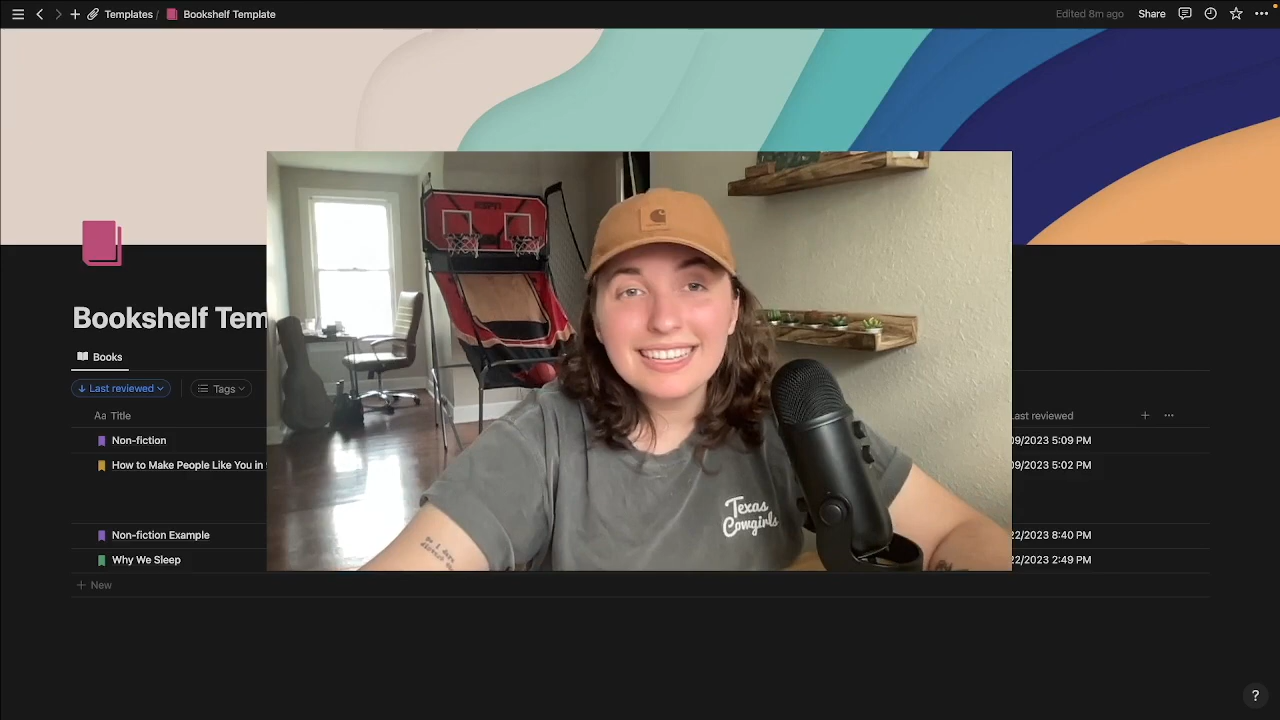 Templates / Bookshelf Template
Edited 8m ago Share
ESPN
Bookshelf Tem
Books
Last reviewed Tags
Aa Title Last reviewed
Non-fiction 09/2023 5:09 PM
How to Make People Like You in 09/2023 5:02 PM
Texas
Cowgirls
Non-fiction Example 22/2023 8:40 PM
Why We Sleep 22/2023 2:49 PM
+ New
?